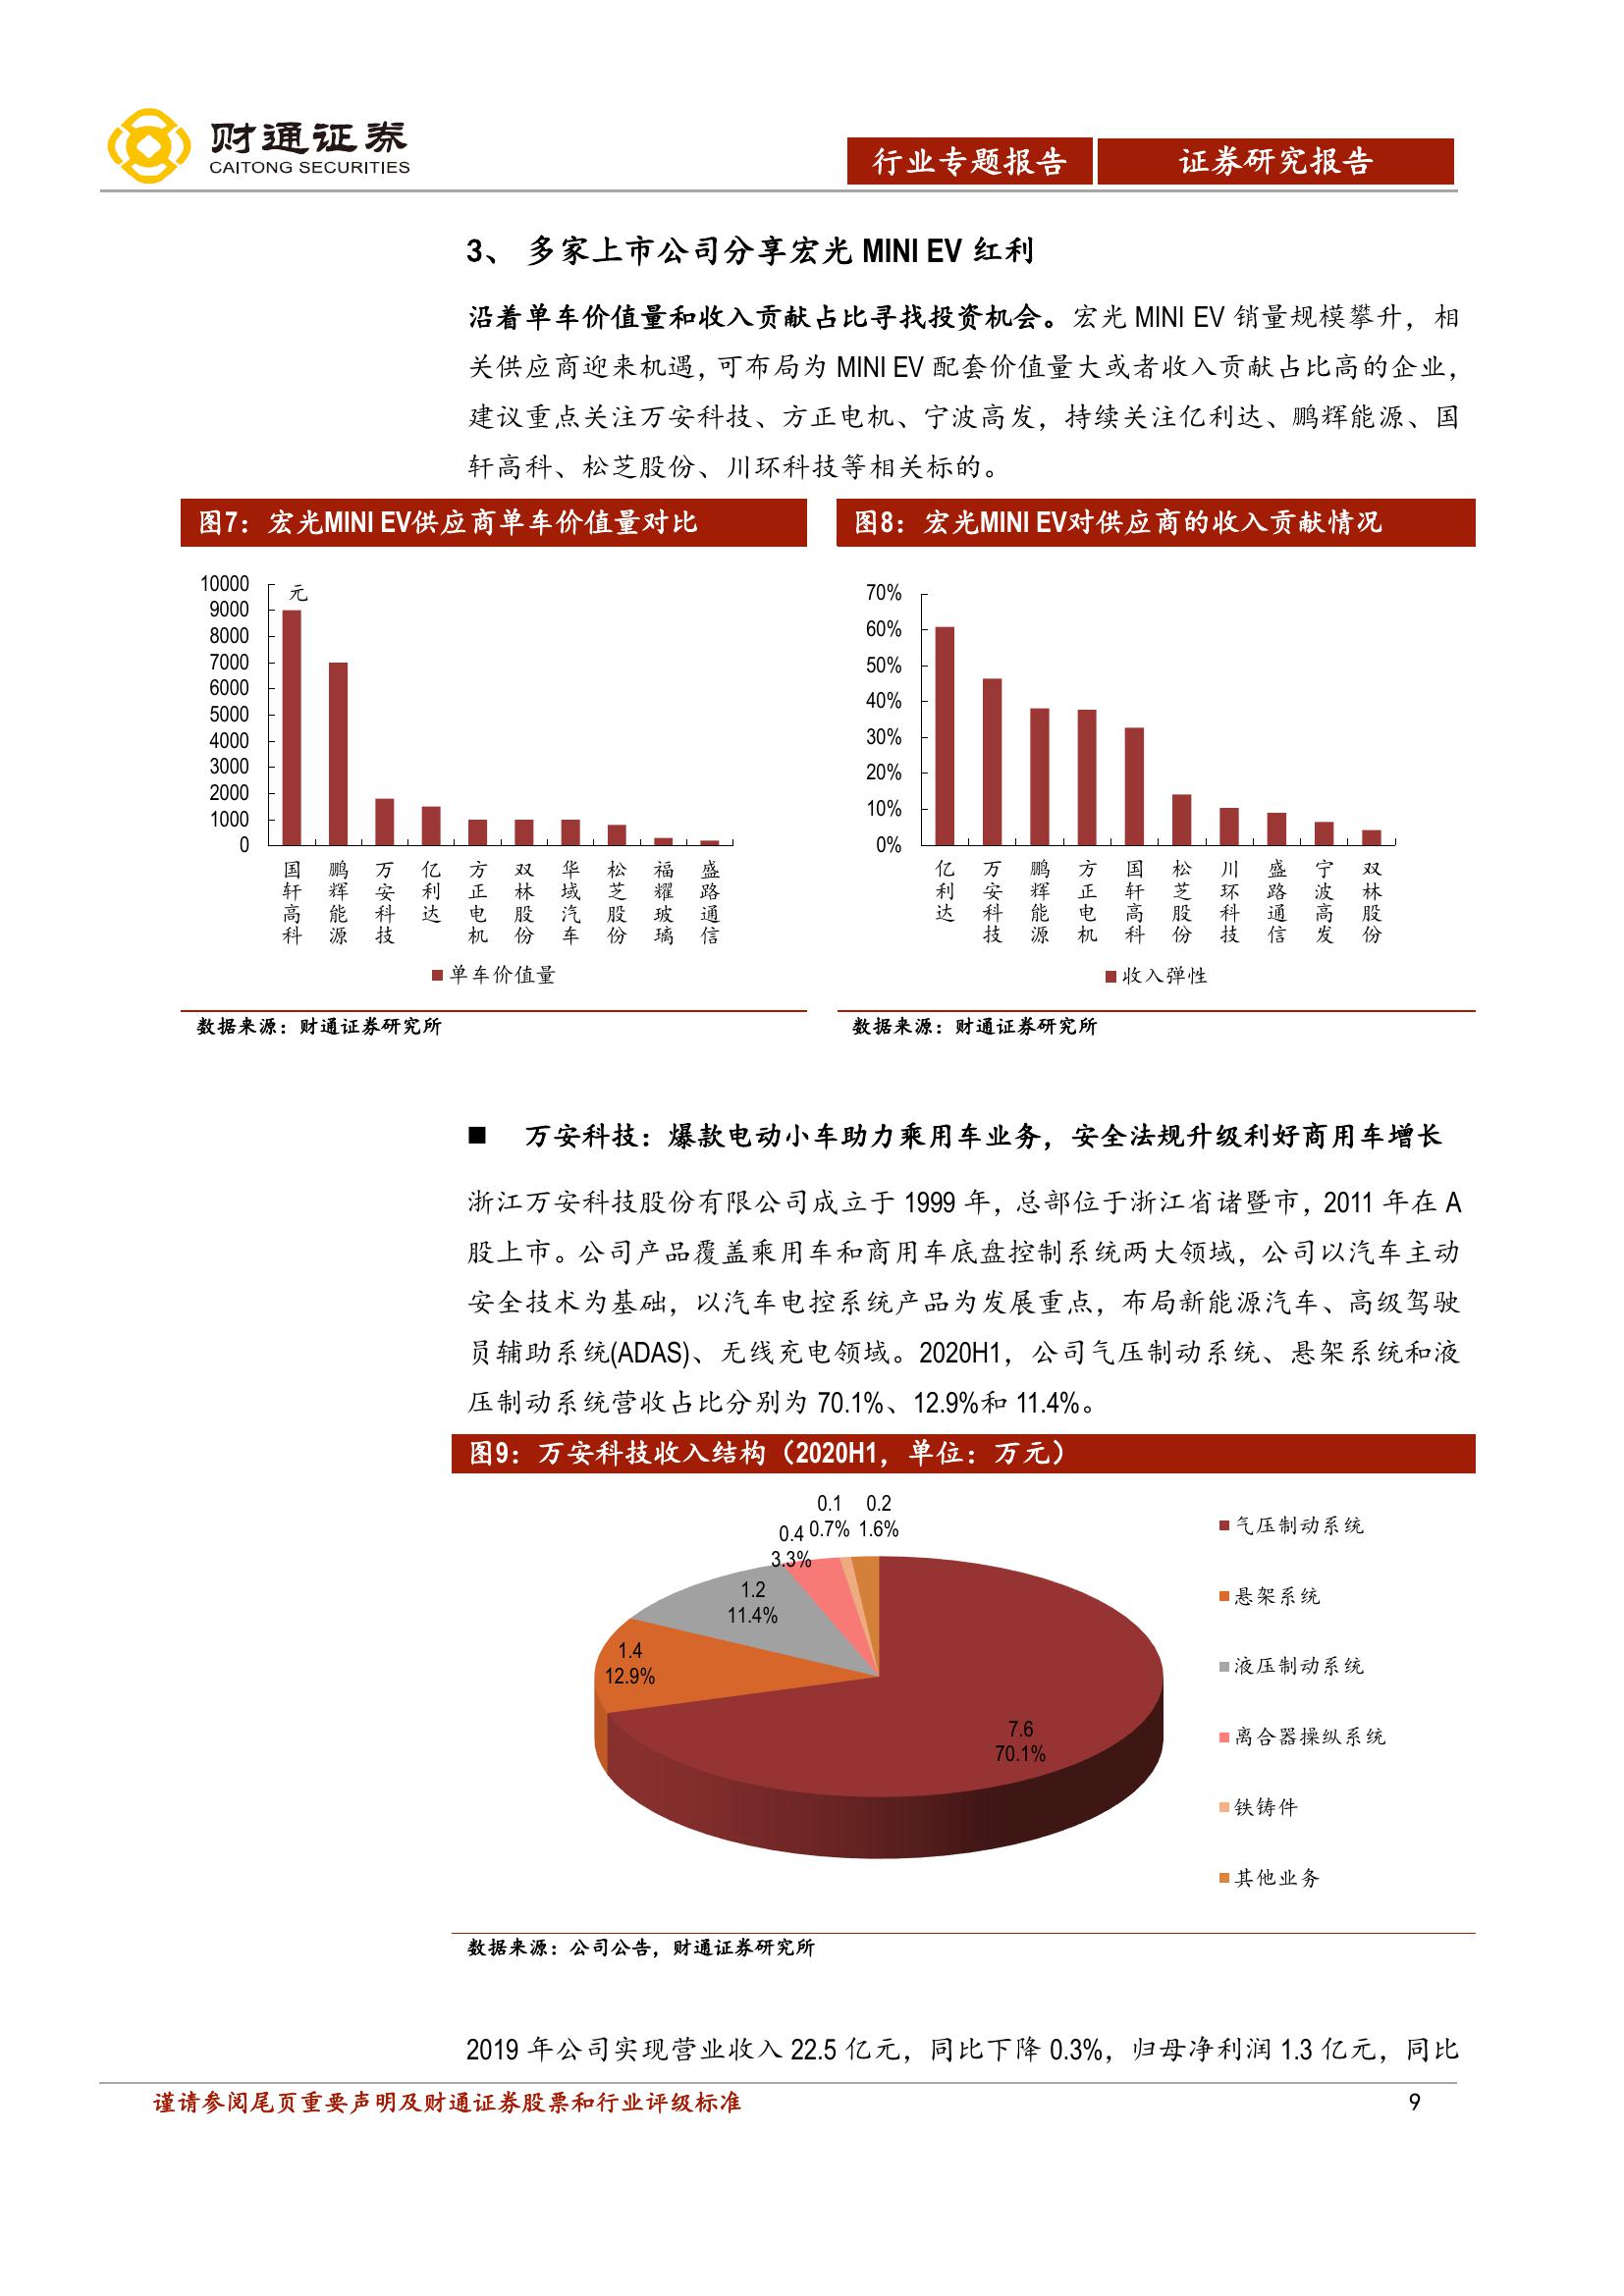 财通证券
CAITONG SECURITIES
行业专题报告
证券研究报告
3、 多家上市公司分享宏光 MINI EV 红利
沿着单车价值量和收入贡献占比寻找投资机会。宏光 MINI EV 销量规模攀升，相
关供应商迎来机遇，可布局为 MINI EV 配套价值量大或者收入贡献占比高的企业，
建议重点关注万安科技、方正电机、宁波高发，持续关注亿利达、鹏辉能源、国
轩高科、松芝股份、川环科技等相关标的。
图7：宏光MINI EV供应商单车价值量对比
10000
9000
8000
7000
6000
5000
4000
3000
2000
1000
0
元
国轩高科
鹏辉能源
万安科技
亿利达
方正电机
双林股份
华域汽车
松芝股份
福耀玻璃
盛路通信
单车价值量
数据来源：财通证券研究所
图8：宏光MINI EV对供应商的收入贡献情况
70%
60%
50%
40%
30%
20%
10%
0%
亿利达
万安科技
鹏辉能源
方正电机
国轩高科
松芝股份
川环科技
盛路通信
宁波高发
双林股份
收入弹性
数据来源：财通证券研究所
■ 万安科技：爆款电动小车助力乘用车业务，安全法规升级利好商用车增长
浙江万安科技股份有限公司成立于 1999 年，总部位于浙江省诸暨市，2011 年在 A
股上市。公司产品覆盖乘用车和商用车底盘控制系统两大领域，公司以汽车主动
安全技术为基础，以汽车电控系统产品为发展重点，布局新能源汽车、高级驾驶
员辅助系统(ADAS)、无线充电领域。2020H1，公司气压制动系统、悬架系统和液
压制动系统营收占比分别为 70.1%、12.9%和 11.4%。
图9：万安科技收入结构（2020H1，单位：万元）
0.1
0.7%
0.2
1.6%
0.4
3.3%
1.2
11.4%
1.4
12.9%
7.6
70.1%
气压制动系统
悬架系统
液压制动系统
离合器操纵系统
铁铸件
其他业务
数据来源：公司公告，财通证券研究所
2019 年公司实现营业收入 22.5 亿元，同比下降 0.3%，归母净利润 1.3 亿元，同比
谨请参阅尾页重要声明及财通证券股票和行业评级标准
9